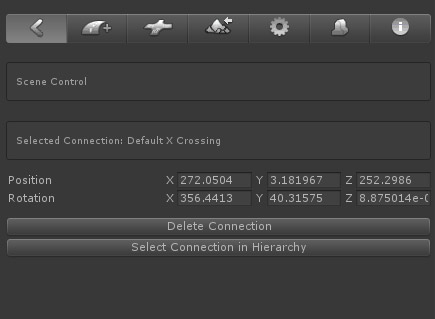 Scene Control
Selected Connection: Default X Crossing
Position X 272.0504 Y 3.181967 Z 252.2986
Rotation X 356.4413 Y 40.31575 Z 8.875014e-0
Delete Connection
Select Connection in Hierarchy